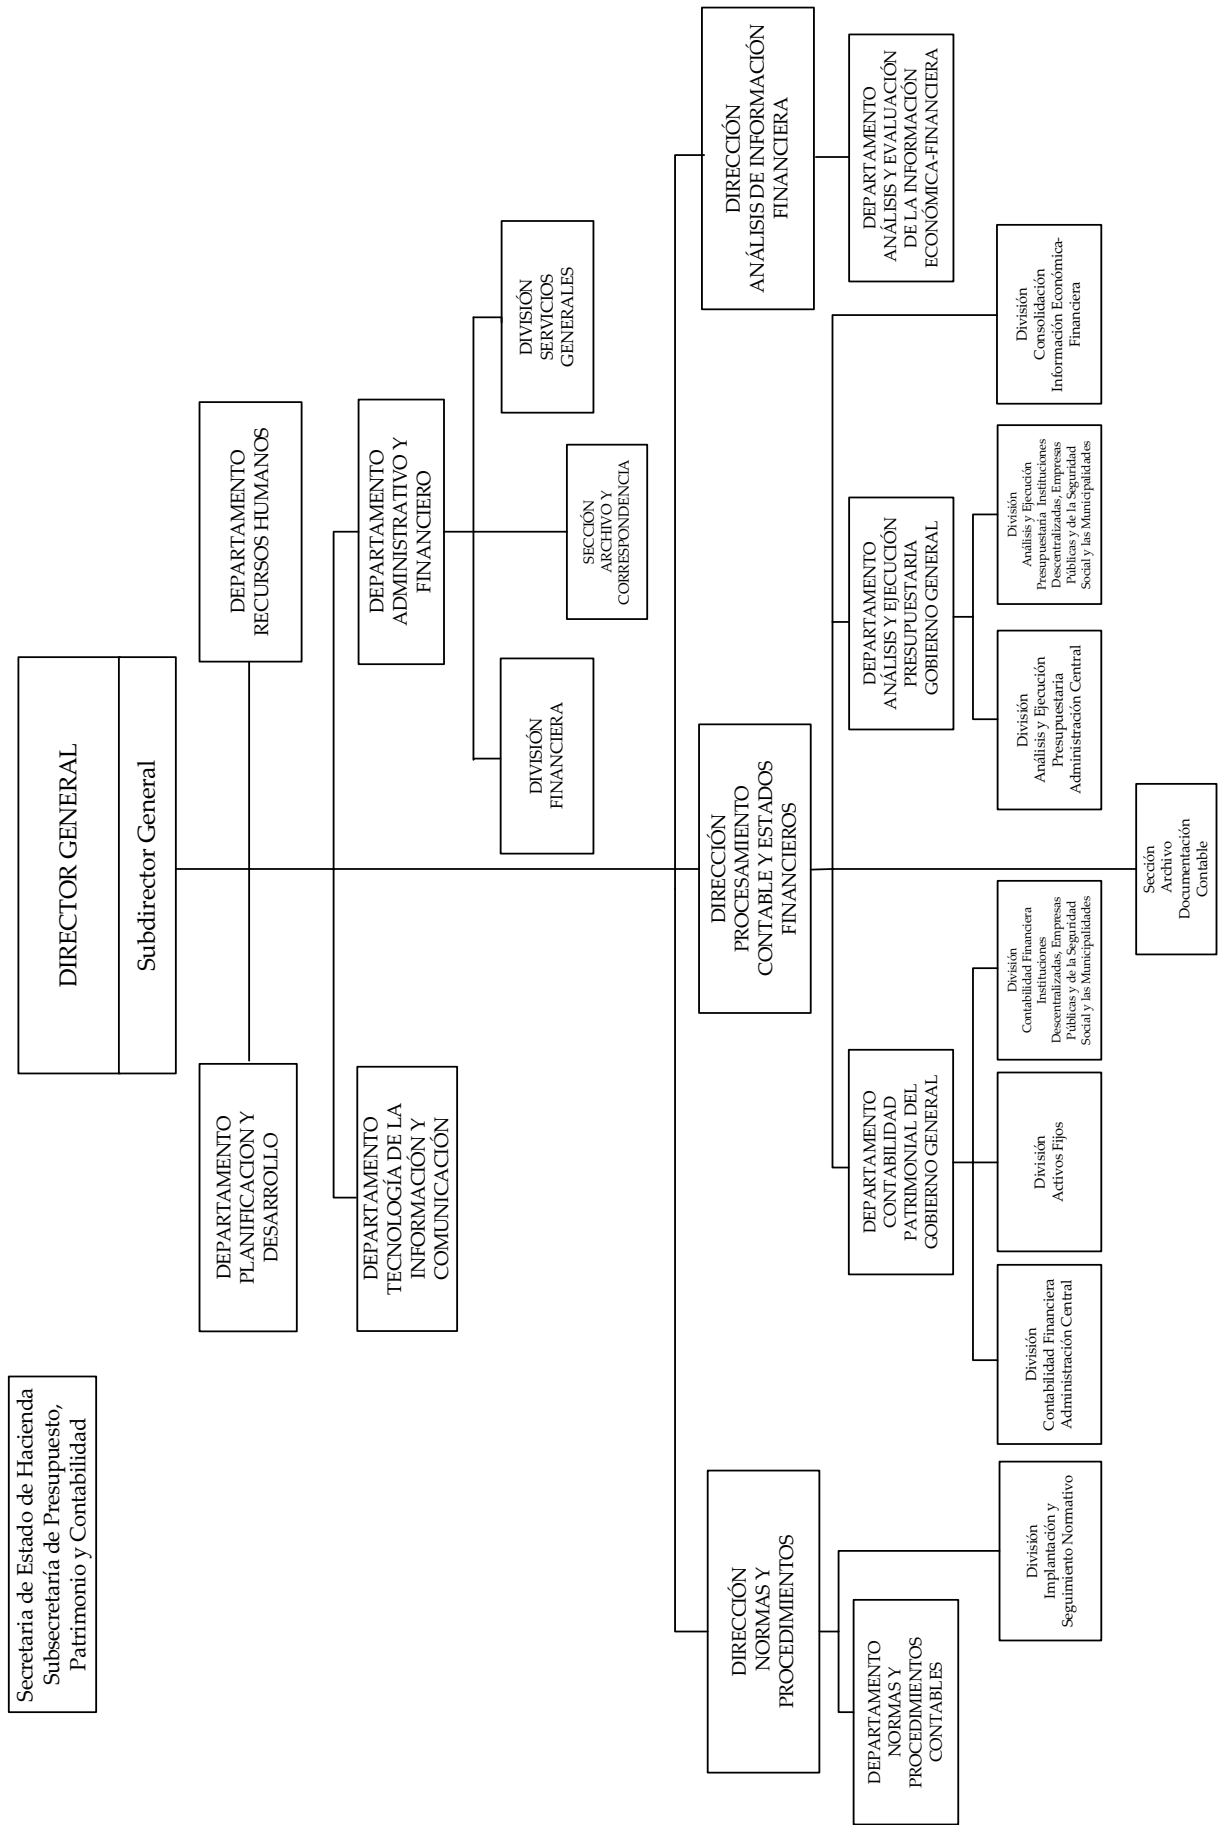 Secretaria de Estado de Hacienda
Subsecretaría de Presupuesto,
Patrimonio y Contabilidad
DIRECTOR GENERAL
Subdirector General
DEPARTAMENTO
PLANIFICACION Y
DESARROLLO
DEPARTAMENTO
RECURSOS HUMANOS
DEPARTAMENTO
TECNOLOGÍA DE LA
INFORMACIÓN Y
COMUNICACIÓN
DEPARTAMENTO
ADMINISTRATIVO Y
FINANCIERO
DIVISIÓN
FINANCIERA
SECCIÓN
ARCHIVO Y
CORRESPONDENCIA
DIVISIÓN
SERVICIOS
GENERALES
DIRECCIÓN
NORMAS Y
PROCEDIMIENTOS
DIRECCIÓN
PROCESAMIENTO
CONTABLE Y ESTADOS
FINANCIEROS
DIRECCIÓN
ANÁLISIS DE INFORMACIÓN
FINANCIERA
DEPARTAMENTO
NORMAS Y
PROCEDIMIENTOS
CONTABLES
DEPARTAMENTO
CONTABILIDAD
PATRIMONIAL DEL
GOBIERNO GENERAL
DEPARTAMENTO
ANÁLISIS Y EJECUCIÓN
PRESUPUESTARIA
GOBIERNO GENERAL
DEPARTAMENTO
ANÁLISIS Y EVALUACIÓN
DE LA INFORMACIÓN
ECONÓMICA-FINANCIERA
División
Implantación y
Seguimiento Normativo
División
Contabilidad Financiera
Administración Central
División
Activos Fijos
División
Contabilidad Financiera
Instituciones
Descentralizadas, Empresas
Públicas y de la Seguridad
Social y las Municipalidades
División
Análisis y Ejecución
Presupuestaria
Administración Central
División
Análisis y Ejecución
Presupuestaria Instituciones
Descentralizadas, Empresas
Públicas y de la Seguridad
Social y las Municipalidades
División
Consolidación
Información Económica-
Financiera
Sección
Archivo
Documentación
Contable